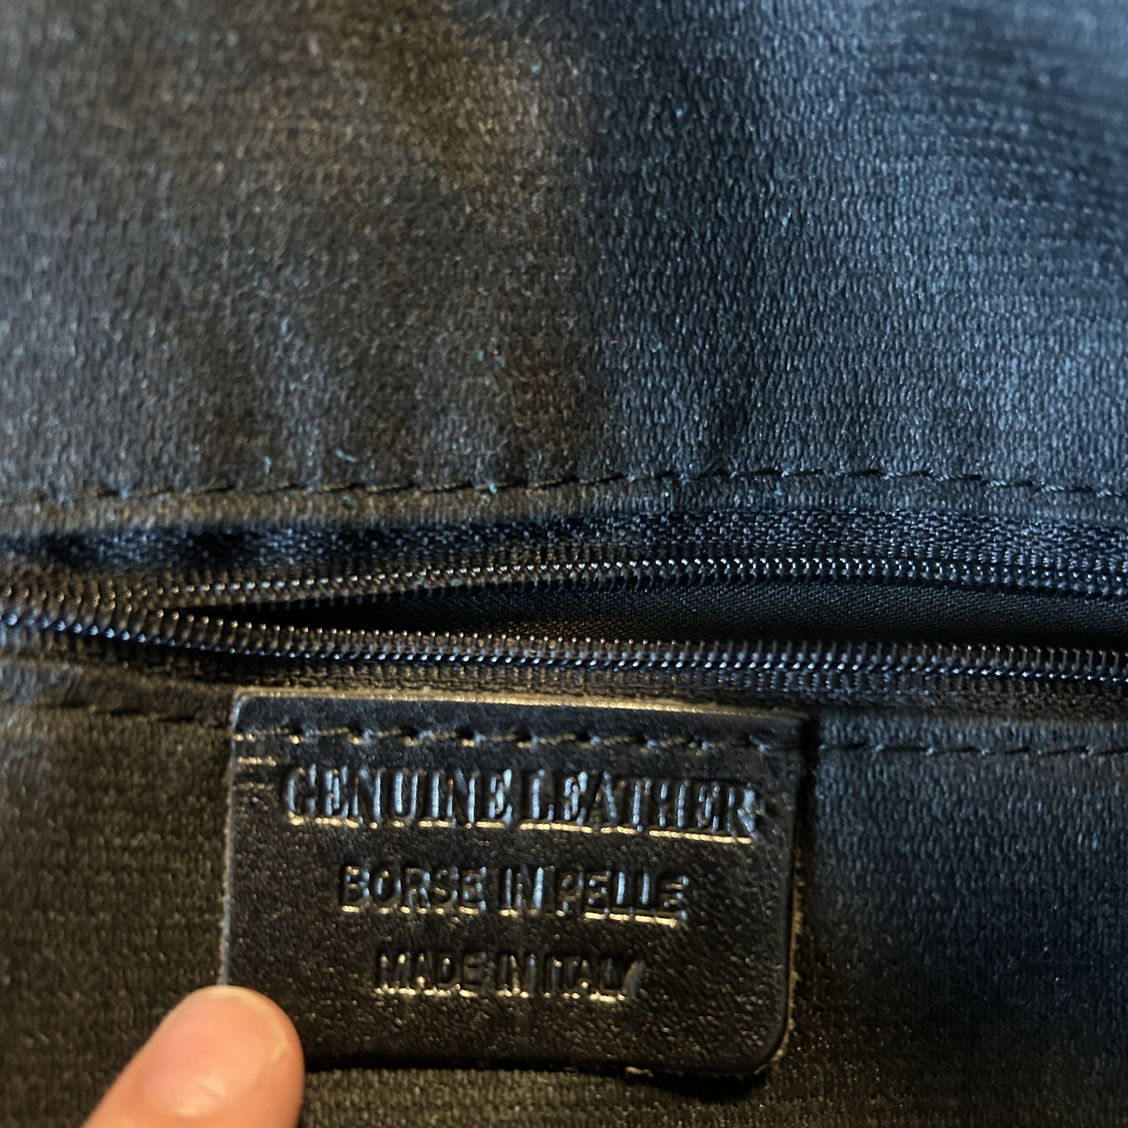 GENUINE LEATHER
BORSE IN PELLE
MADE IN ITALY